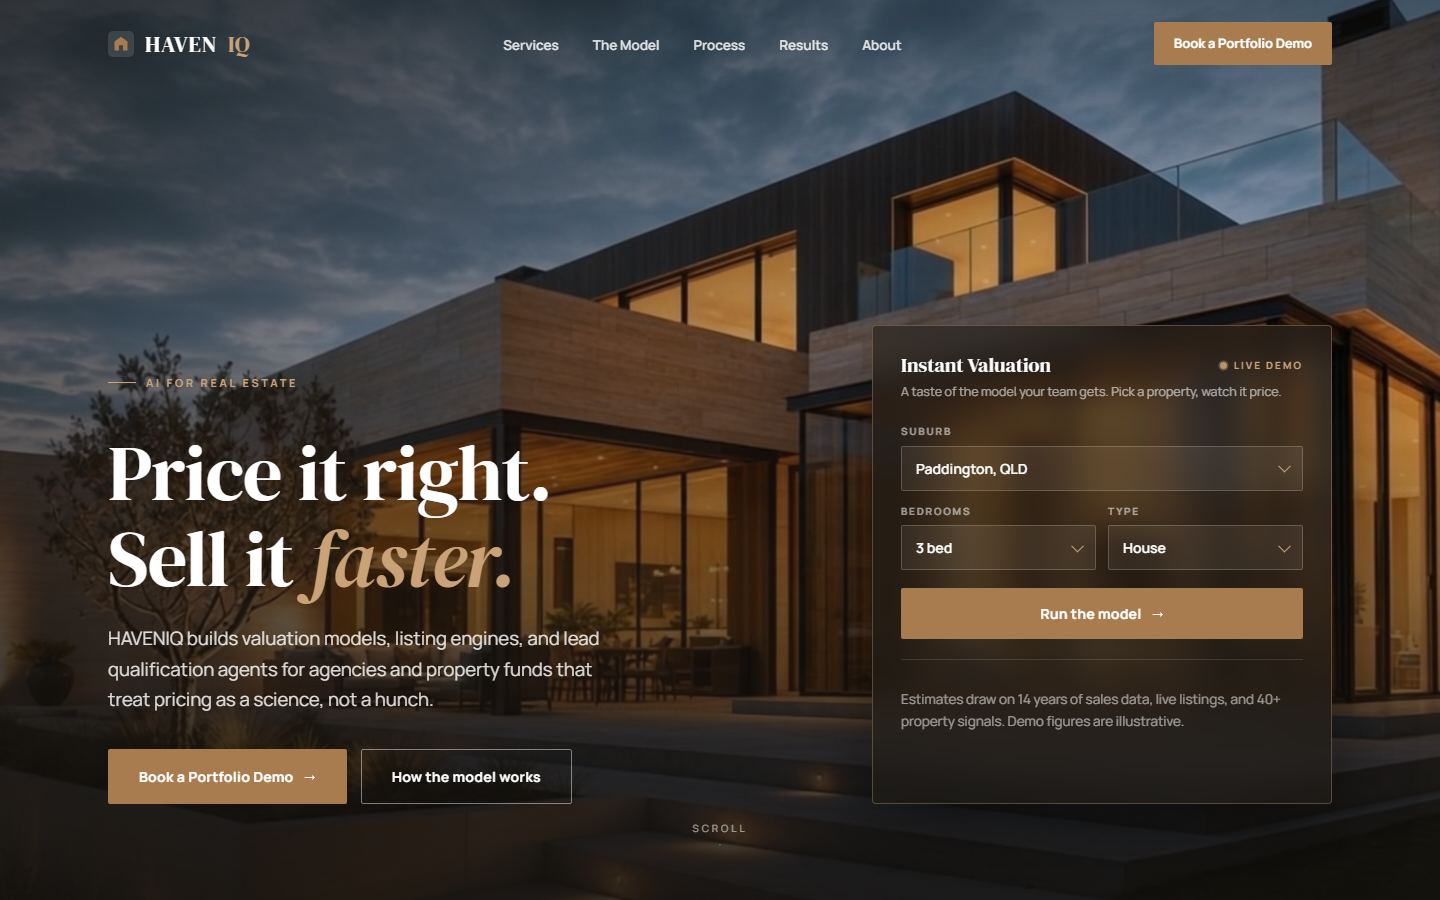 HAVEN IQ
Services
The Model
Process
Results
About
Book a Portfolio Demo
AI FOR REAL ESTATE
Price it right.
Sell it faster.
HAVENIQ builds valuation models, listing engines, and lead
qualification agents for agencies and property funds that
treat pricing as a science, not a hunch.
Book a Portfolio Demo →
How the model works
Instant Valuation
LIVE DEMO
A taste of the model your team gets. Pick a property, watch it price.
SUBURB
Paddington, QLD
BEDROOMS
3 bed
TYPE
House
Run the model →
Estimates draw on 14 years of sales data, live listings, and 40+
property signals. Demo figures are illustrative.
SCROLL